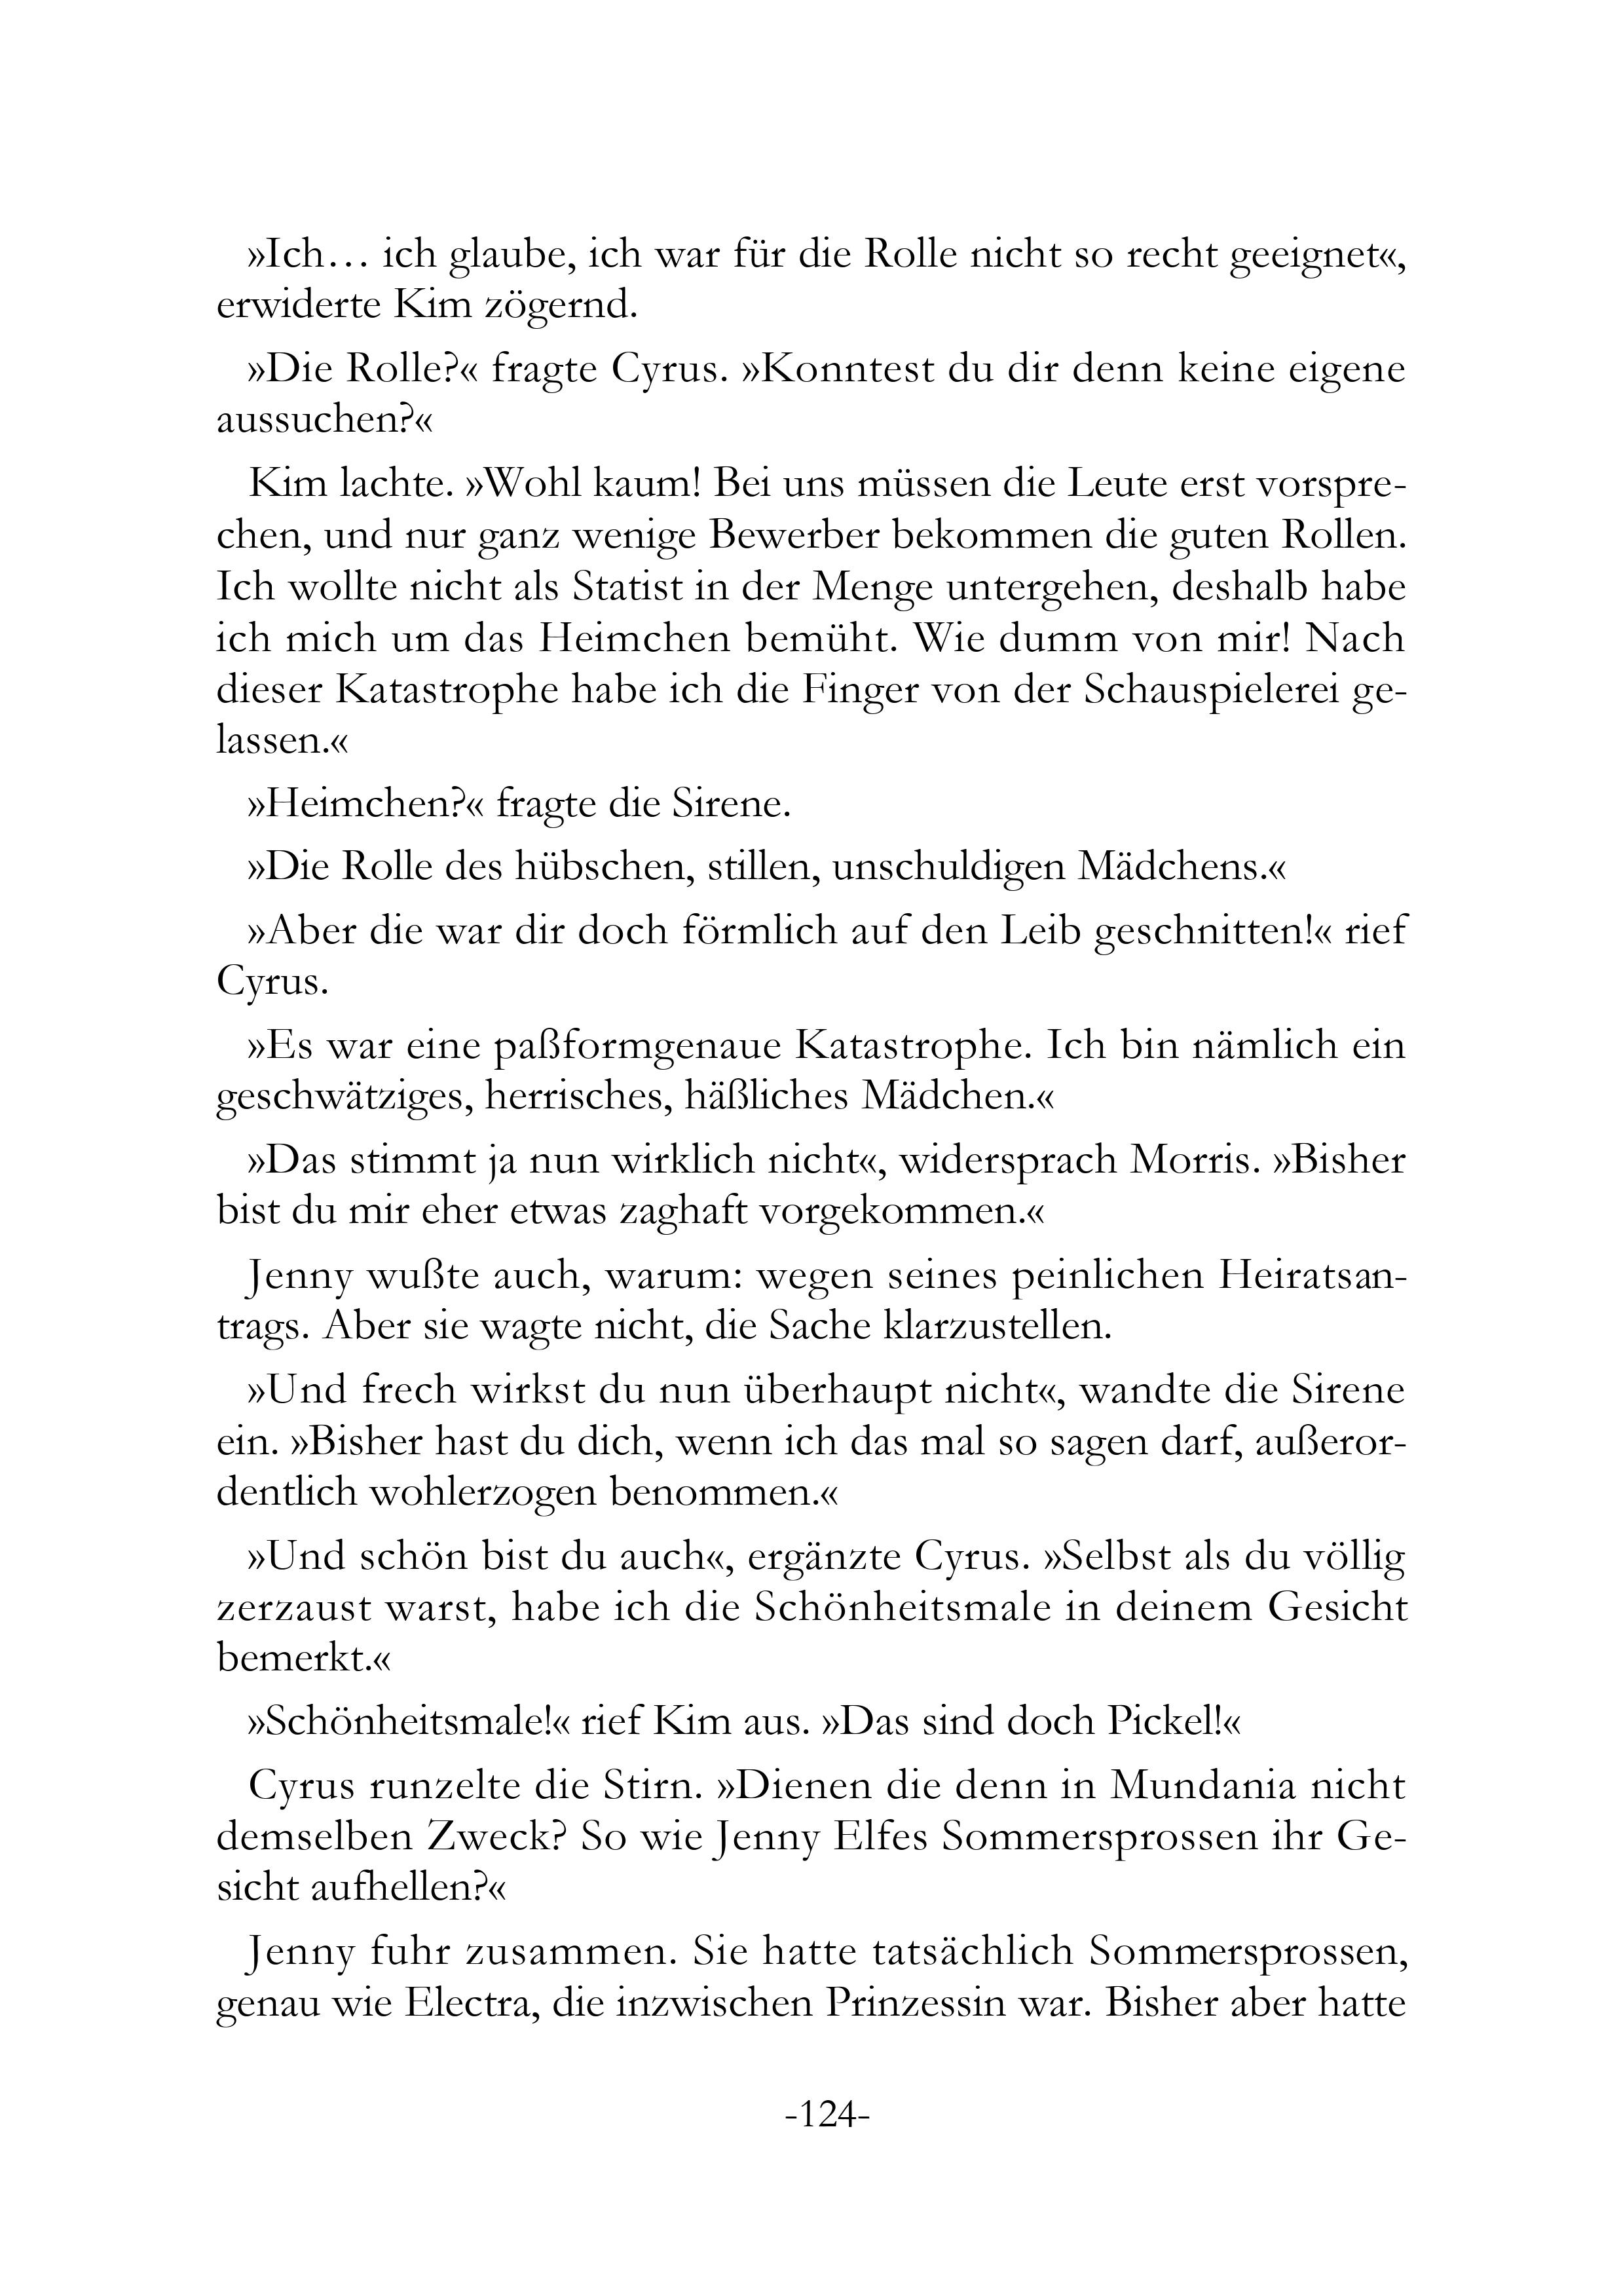 »Ich… ich glaube, ich war für die Rolle nicht so recht geeignet«,
erwiderte Kim zögernd.
»Die Rolle?« fragte Cyrus. »Konntest du dir denn keine eigene
aussuchen?«
Kim lachte. »Wohl kaum! Bei uns müssen die Leute erst vorspre-
chen, und nur ganz wenige Bewerber bekommen die guten Rollen.
Ich wollte nicht als Statist in der Menge untergehen, deshalb habe
ich mich um das Heimchen bemüht. Wie dumm von mir! Nach
dieser Katastrophe habe ich die Finger von der Schauspielerei ge-
lassen.«
»Heimchen?« fragte die Sirene.
»Die Rolle des hübschen, stillen, unschuldigen Mädchens.«
»Aber die war dir doch förmlich auf den Leib geschnitten!« rief
Cyrus.
»Es war eine paßformgenaue Katastrophe. Ich bin nämlich ein
geschwätziges, herrisches, häßliches Mädchen.«
»Das stimmt ja nun wirklich nicht«, widersprach Morris. »Bisher
bist du mir eher etwas zaghaft vorgekommen.«
Jenny wußte auch, warum: wegen seines peinlichen Heiratsan-
trags. Aber sie wagte nicht, die Sache klarzustellen.
»Und frech wirkst du nun überhaupt nicht«, wandte die Sirene
ein. »Bisher hast du dich, wenn ich das mal so sagen darf, außeror-
dentlich wohlerzogen benommen.«
»Und schön bist du auch«, ergänzte Cyrus. »Selbst als du völlig
zerzaust warst, habe ich die Schönheitsmale in deinem Gesicht
bemerkt.«
»Schönheitsmale!« rief Kim aus. »Das sind doch Pickel!«
Cyrus runzelte die Stirn. »Dienen die denn in Mundania nicht
demselben Zweck? So wie Jenny Elfes Sommersprossen ihr Ge-
sicht aufhellen?«
Jenny fuhr zusammen. Sie hatte tatsächlich Sommersprossen,
genau wie Electra, die inzwischen Prinzessin war. Bisher aber hatte
-124-